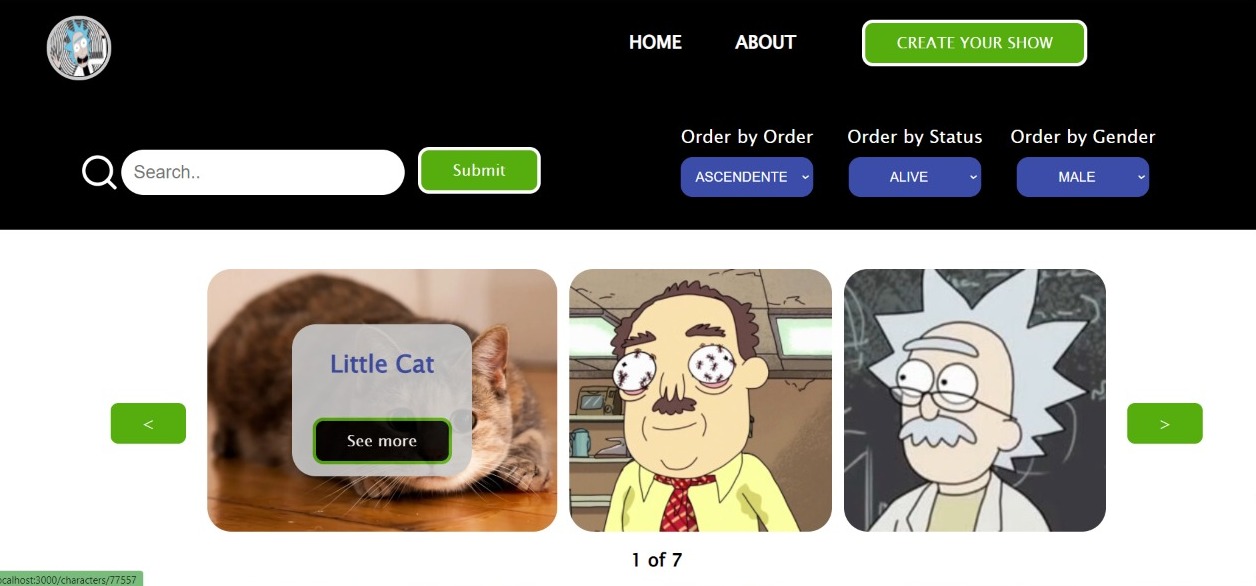 HOME ABOUT CREATE YOUR SHOW
Order by Order Order by Status Order by Gender
Search.. Submit ASCENDENTE ALIVE MALE
Little Cat
See more
< >
1 of 7
ocalhost:3000/characters/77557